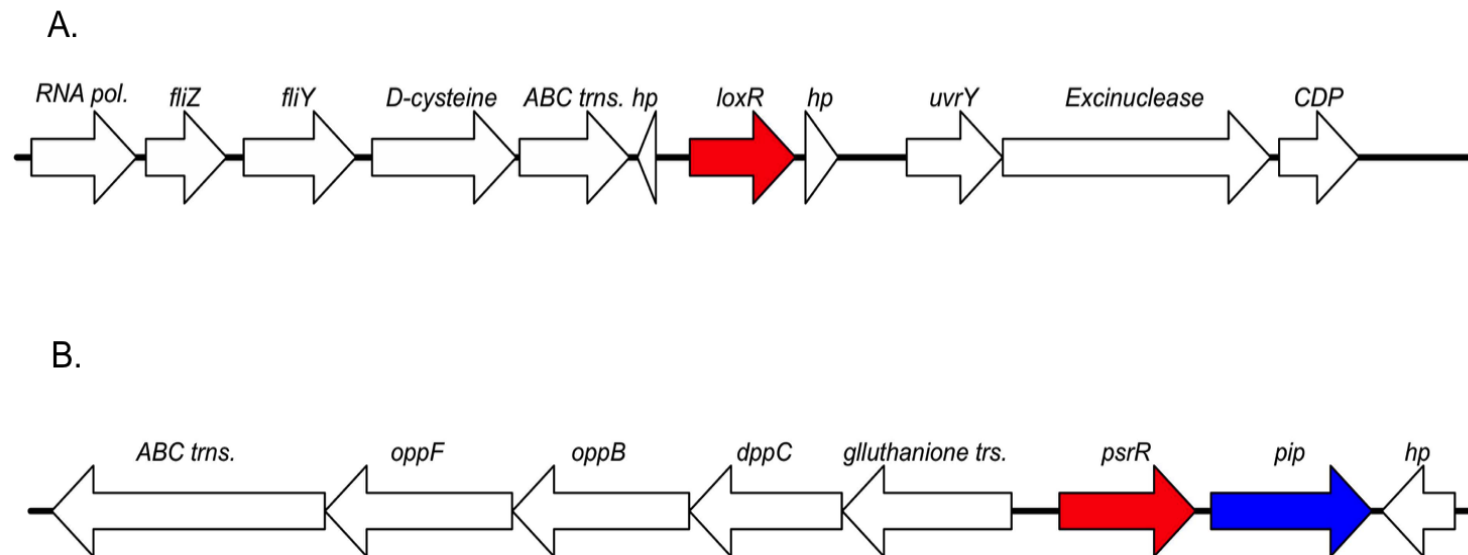 A.
RNA pol. fliZ fliY D-cysteine ABC trns. hp loxR hp uvrY Excinuclease CDP
B.
ABC trns. oppF oppB dppC glluthanione trs. psrR pip hp